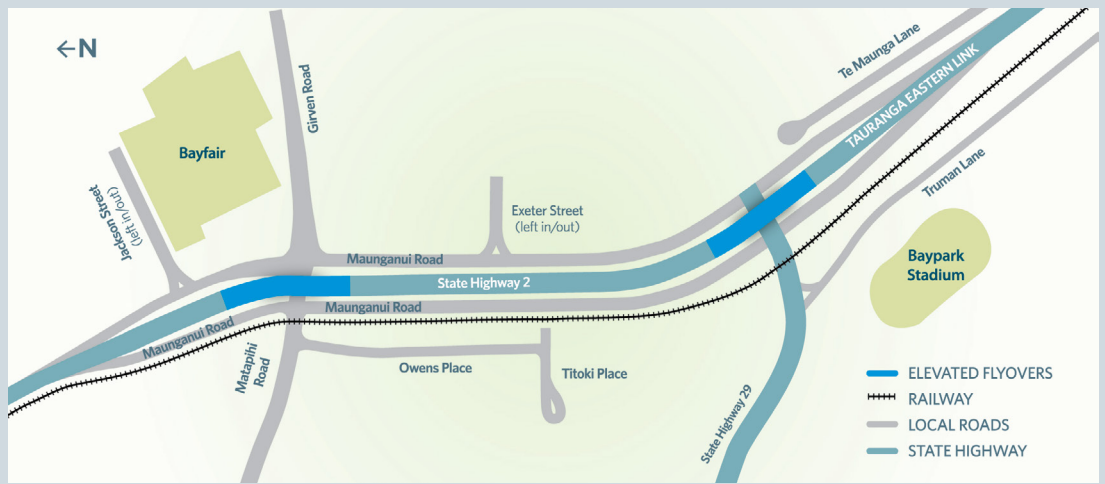 ←N
Te Maunga Lane
TAURANGA EASTERN LINK
Girven Road
Bayfair
Truman Lane
Jackson Street
(left in/out)
Exeter Street
(left in/out)
Maunganui Road
Baypark
Stadium
State Highway 2
Maunganui Road
Maunganui Road
Matapihi
Road
Owens Place
Titoki Place
State Highway 29
ELEVATED FLYOVERS
RAILWAY
LOCAL ROADS
STATE HIGHWAY